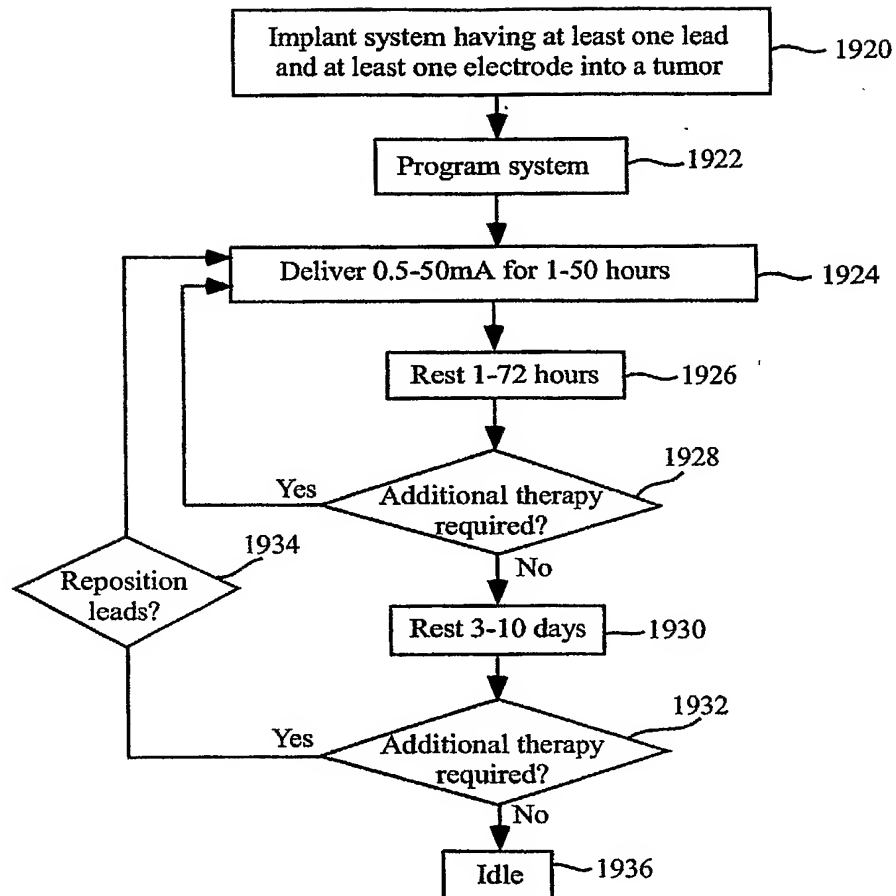 Implant system having at least one lead
and at least one electrode into a tumor
1920
Program system
1922
Deliver 0.5-50mA for 1-50 hours
1924
Rest 1-72 hours
1926
1928
Yes
Additional therapy
required?
No
1934
Reposition
leads?
Rest 3-10 days
1930
1932
Yes
Additional therapy
required?
No
Idle
1936